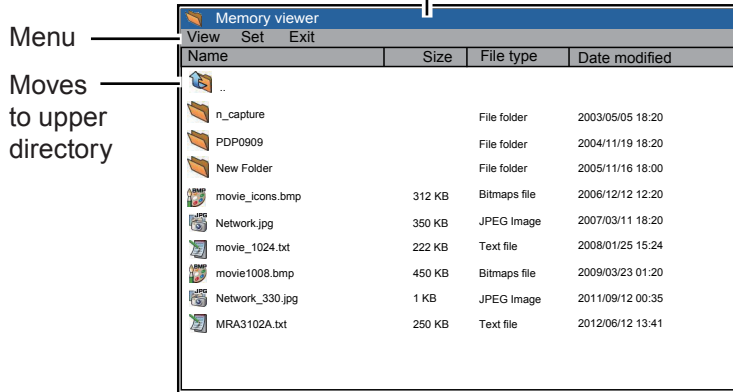 Memory viewer
Menu
View Set Exit
Name Size File type Date modified
Moves
to upper
directory
..
n_capture File folder 2003/05/05 18:20
PDP0909 File folder 2004/11/19 18:20
New Folder File folder 2005/11/16 18:00
BMP movie_icons.bmp 312 KB Bitmaps file 2006/12/12 12:20
JPG Network.jpg 350 KB JPEG Image 2007/03/11 18:20
movie_1024.txt 222 KB Text file 2008/01/25 15:24
BMP movie1008.bmp 450 KB Bitmaps file 2009/03/23 01:20
JPG Network_330.jpg 1 KB JPEG Image 2011/09/12 00:35
MRA3102A.txt 250 KB Text file 2012/06/12 13:41